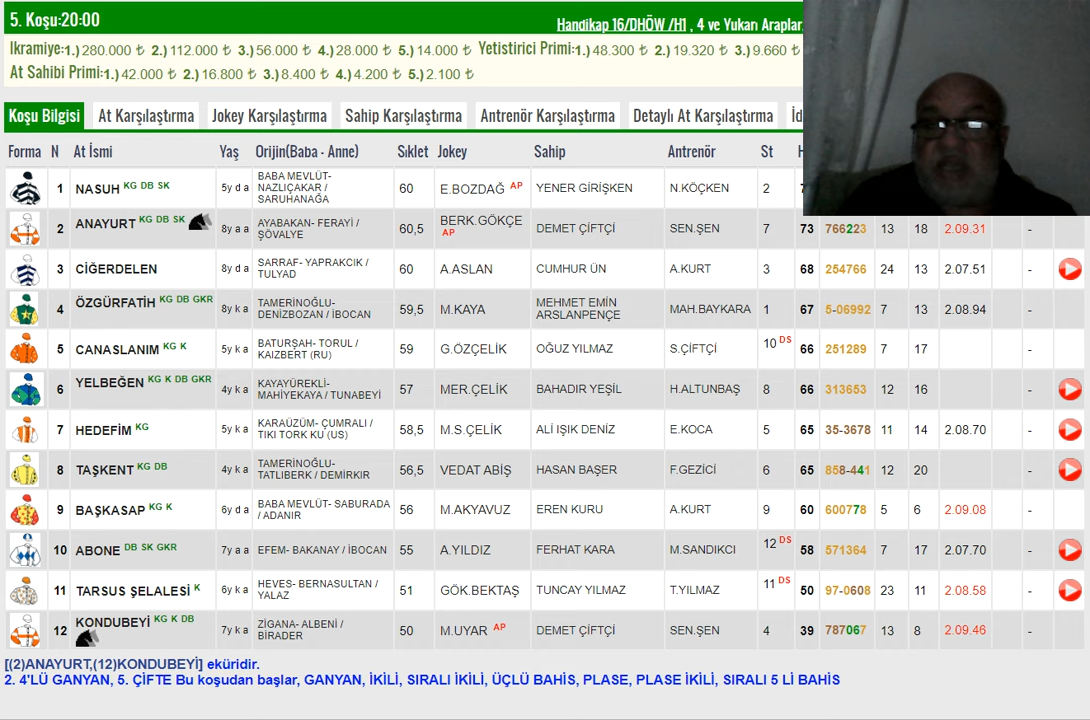 5. Koşu:20:00
Handikap 16/DHÖW /H1 , 4 ve Yukarı Araplar,
Ikramiye:1.) 280.000 ₺ 2.) 112.000 ₺ 3.) 56.000 ₺ 4.) 28.000 ₺ 5.) 14.000 ₺ Yetistirici Primi:1.) 48.300 ₺ 2.) 19.320 ₺ 3.) 9.660 ₺
At Sahibi Primi:1.) 42.000 ₺ 2.) 16.800 ₺ 3.) 8.400 ₺ 4.) 4.200 ₺ 5.) 2.100 ₺
Koşu Bilgisi At Karşılaştırma Jokey Karşılaştırma Sahip Karşılaştırma Antrenör Karşılaştırma Detaylı At Karşılaştırma İd
Forma N At İsmi Yaş Orijin(Baba - Anne) Sıklet Jokey Sahip Antrenör St
1 NASUH KG DB SK 5y d a BABA MEVLÜT- NAZLIÇAKAR / SARUHANAĞA 60 E.BOZDAĞ AP YENER GİRİŞKEN N.KÖÇKEN 2
2 ANAYURT KG DB SK 8y a a AYABAKAN- FERAYİ / ŞÖVALYE 60,5 BERK.GÖKÇE AP DEMET ÇİFTÇİ SEN.ŞEN 7 73 766223 13 18 2.09.31 -
3 CİĞERDELEN 8y d a SARRAF- YAPRAKCIK / TULYAD 60 A.ASLAN CUMHUR ÜN A.KURT 3 68 254766 24 13 2.07.51 -
4 ÖZGÜRFATİH KG DB GKR 8y k a TAMERİNOĞLU- DENİZBOZAN / İBOCAN 59,5 M.KAYA MEHMET EMİN ARSLANPENÇE MAH.BAYKARA 1 67 5-06992 7 13 2.08.94 -
5 CANASLANIM KG K 5y k a BATURŞAH- TORUL / KAIZBERT (RU) 59 G.ÖZÇELİK OĞUZ YILMAZ S.ÇİFTÇİ 10 DS 66 251289 7 17 -
6 YELBEĞEN KG K DB GKR 4y k a KAYAYÜREKLİ- MAHİYEKAYA / TUNABEYİ 57 MER.ÇELİK BAHADIR YEŞİL H.ALTUNBAŞ 8 66 313653 12 16 -
7 HEDEFİM KG 5y k a KARAÜZÜM- ÇUMRALI / TIKI TORK KU (US) 58,5 M.S.ÇELİK ALİ IŞIK DENİZ E.KOCA 5 65 35-3678 11 14 2.08.70 -
8 TAŞKENT KG DB 4y k a TAMERİNOĞLU- TATLIBERK / DEMİRKIR 56,5 VEDAT ABİŞ HASAN BAŞER F.GEZİCİ 6 65 858-441 12 20 -
9 BAŞKASAP KG K 6y d a BABA MEVLÜT- SABURADA / ADANIR 56 M.AKYAVUZ EREN KURU A.KURT 9 60 600778 5 6 2.09.08 -
10 ABONE DB SK GKR 7y a a EFEM- BAKANAY / İBOCAN 55 A.YILDIZ FERHAT KARA M.SANDIKCI 12 DS 58 571364 7 17 2.07.70 -
11 TARSUS ŞELALESİ K 6y k a HEVES- BERNASULTAN / YALAZ 51 GÖK.BEKTAŞ TUNCAY YILMAZ T.YILMAZ 11 DS 50 97-0608 23 11 2.08.58 -
12 KONDUBEYİ KG K DB 7y k a ZİGANA- ALBENİ / BİRADER 50 M.UYAR AP DEMET ÇİFTÇİ SEN.ŞEN 4 39 787067 13 8 2.09.46 -
[(2)ANAYURT,(12)KONDUBEYİ] eküridir.
2. 4'LÜ GANYAN, 5. ÇİFTE Bu koşudan başlar, GANYAN, İKİLİ, SIRALI İKİLİ, ÜÇLÜ BAHİS, PLASE, PLASE İKİLİ, SIRALI 5 Lİ BAHİS